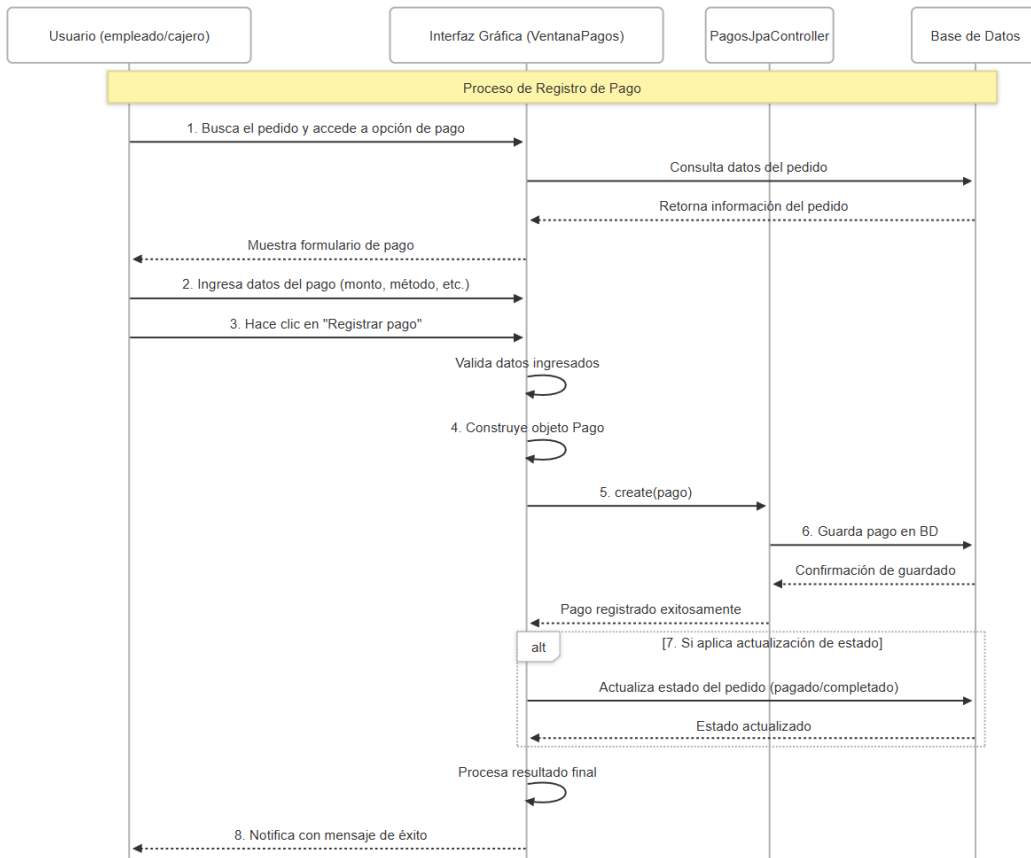 Usuario (empleado/cajero)
Interfaz Gráfica (VentanaPagos)
PagosJpaController
Base de Datos
Proceso de Registro de Pago
1. Busca el pedido y accede a opción de pago
Consulta datos del pedido
Retorna información del pedido
Muestra formulario de pago
2. Ingresa datos del pago (monto, método, etc.)
3. Hace clic en "Registrar pago"
Valida datos ingresados
4. Construye objeto Pago
5. create(pago)
6. Guarda pago en BD
Confirmación de guardado
Pago registrado exitosamente
alt
[7. Si aplica actualización de estado]
Actualiza estado del pedido (pagado/completado)
Estado actualizado
Procesa resultado final
8. Notifica con mensaje de éxito